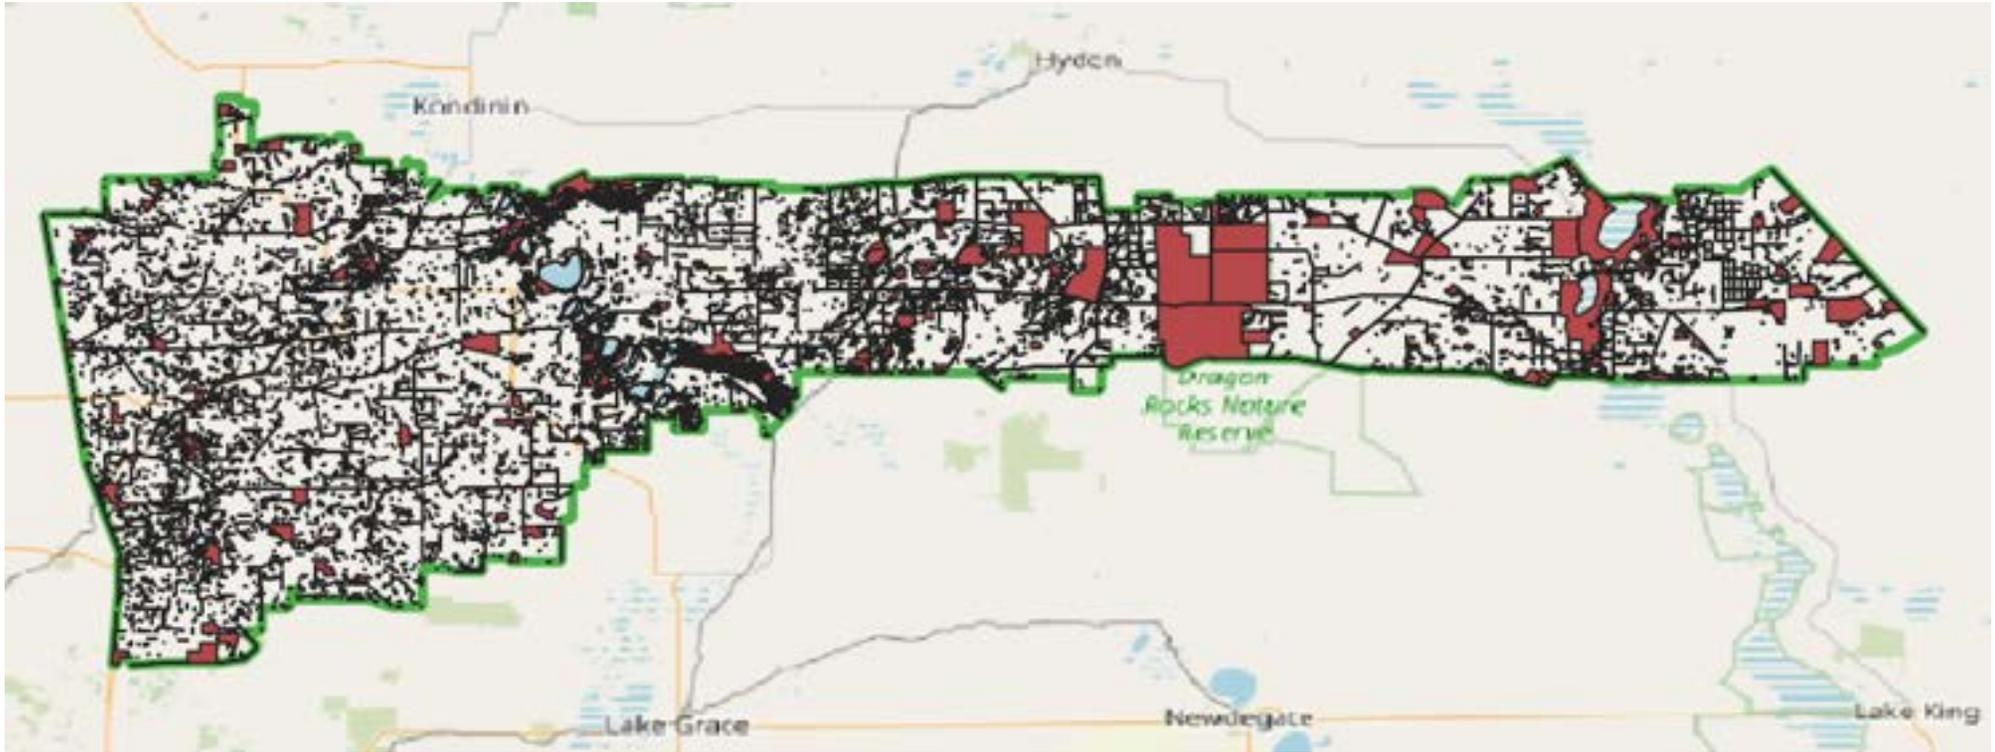 Hyden
Kondinin
Dragon
Rocks Nature
Reserve
Lake Grace
Newdegate
Lake King